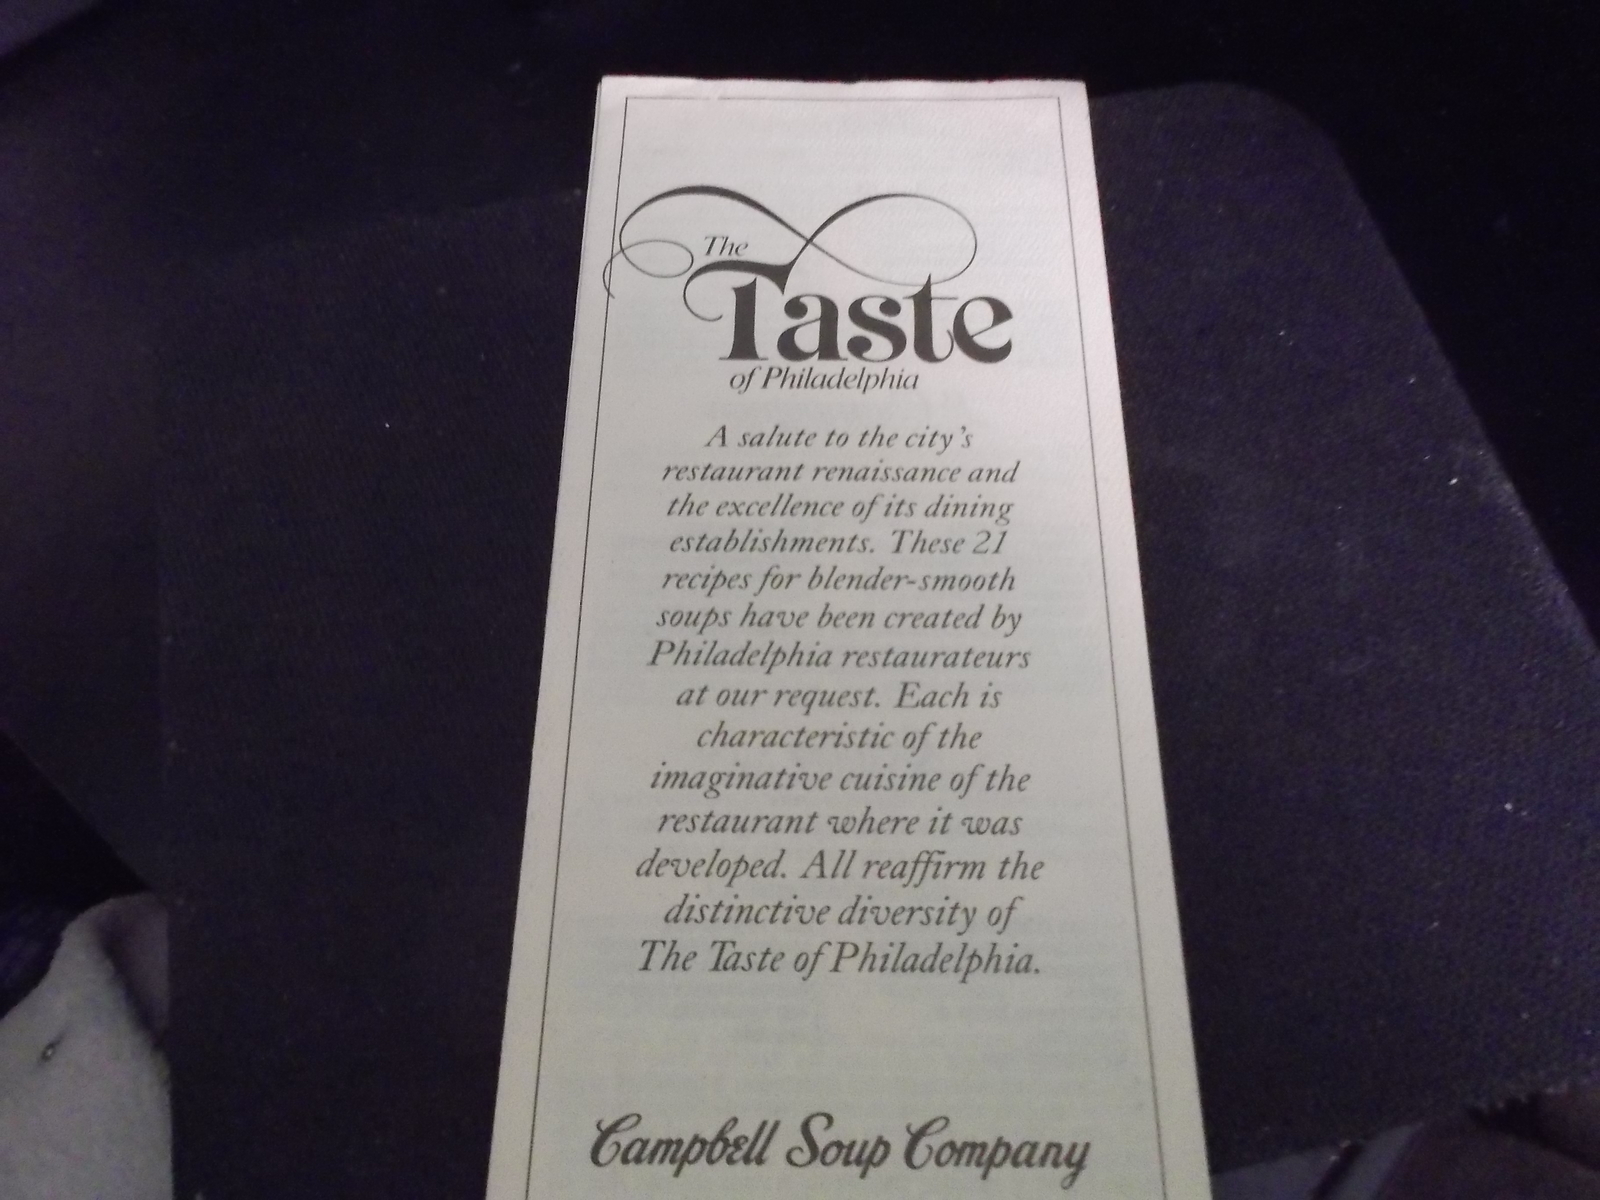 The
Taste
of Philadelphia
A salute to the city's
restaurant renaissance and
the excellence of its dining
establishments. These 21
recipes for blender-smooth
soups have been created by
Philadelphia restaurateurs
at our request. Each is
characteristic of the
imaginative cuisine of the
restaurant where it was
developed. All reaffirm the
distinctive diversity of
The Taste of Philadelphia.
Campbell Soup Company